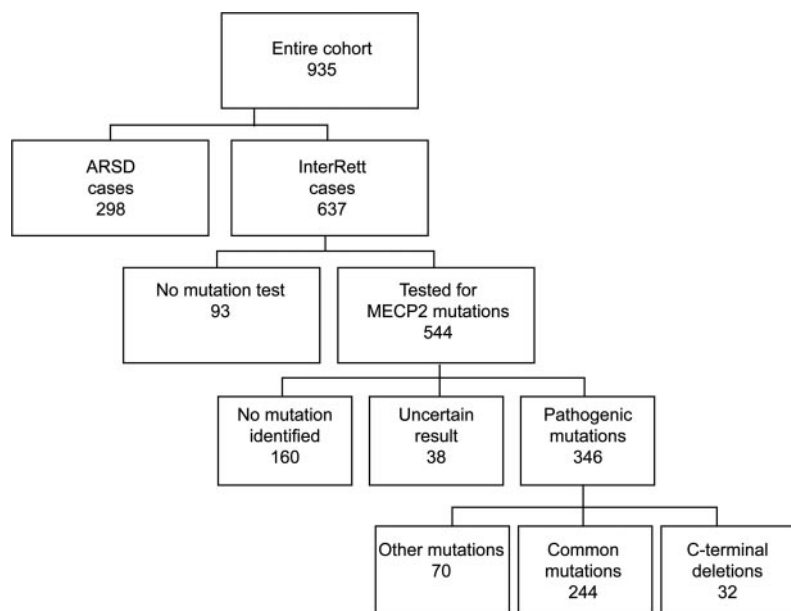 Entire cohort
935
ARSD
cases
298
InterRett
cases
637
No mutation test
93
Tested for
MECP2 mutations
544
No mutation
identified
160
Uncertain
result
38
Pathogenic
mutations
346
Other mutations
70
Common
mutations
244
C-terminal
deletions
32